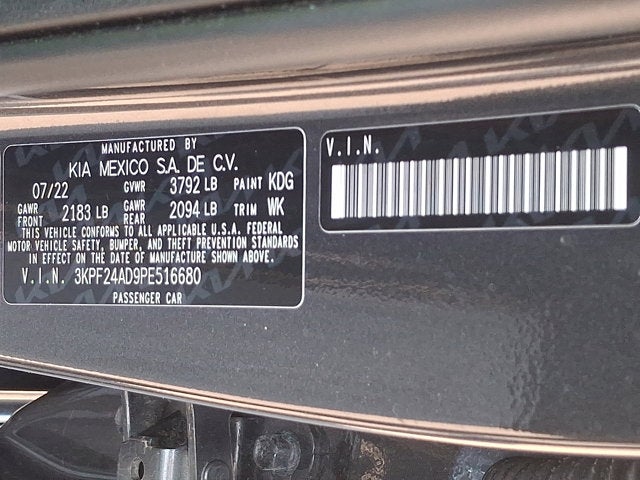 MANUFACTURED BY
KIA MEXICO S.A. DE C.V.
07/22 GVWR 3792 LB PAINT KDG
GAWR FRONT 2183 LB GAWR REAR 2094 LB TRIM WK
THIS VEHICLE CONFORMS TO ALL APPLICABLE U.S.A. FEDERAL
MOTOR VEHICLE SAFETY, BUMPER, AND THEFT PREVENTION STANDARDS
IN EFFECT ON THE DATE OF MANUFACTURE SHOWN ABOVE.
V.I.N. 3KPF24AD9PE516680
PASSENGER CAR
V.I.N.